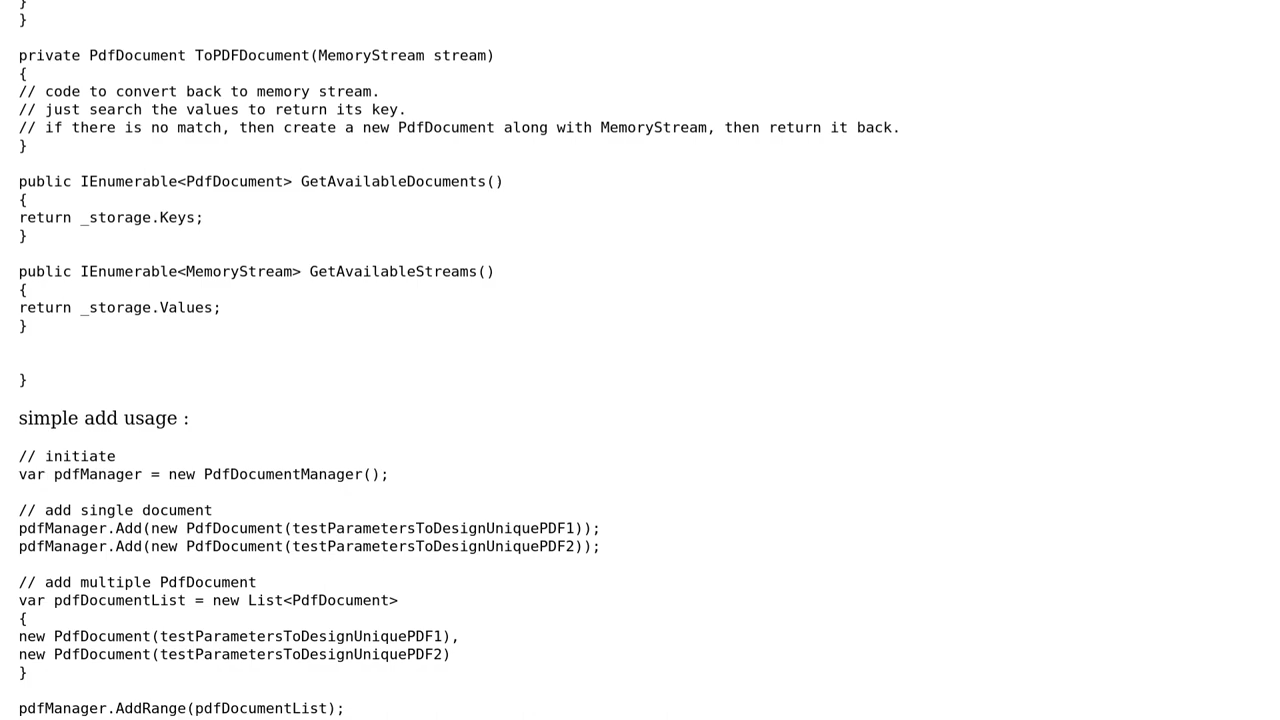 }
}
private PdfDocument ToPDFDocument(MemoryStream stream)
{
// code to convert back to memory stream.
// just search the values to return its key.
// if there is no match, then create a new PdfDocument along with MemoryStream, then return it back.
}
public IEnumerable<PdfDocument> GetAvailableDocuments()
{
return _storage.Keys;
}
public IEnumerable<MemoryStream> GetAvailableStreams()
{
return _storage.Values;
}
}
simple add usage :
// initiate
var pdfManager = new PdfDocumentManager();
// add single document
pdfManager.Add(new PdfDocument(testParametersToDesignUniquePDF1));
pdfManager.Add(new PdfDocument(testParametersToDesignUniquePDF2));
// add multiple PdfDocument
var pdfDocumentList = new List<PdfDocument>
{
new PdfDocument(testParametersToDesignUniquePDF1),
new PdfDocument(testParametersToDesignUniquePDF2)
}
pdfManager.AddRange(pdfDocumentList);